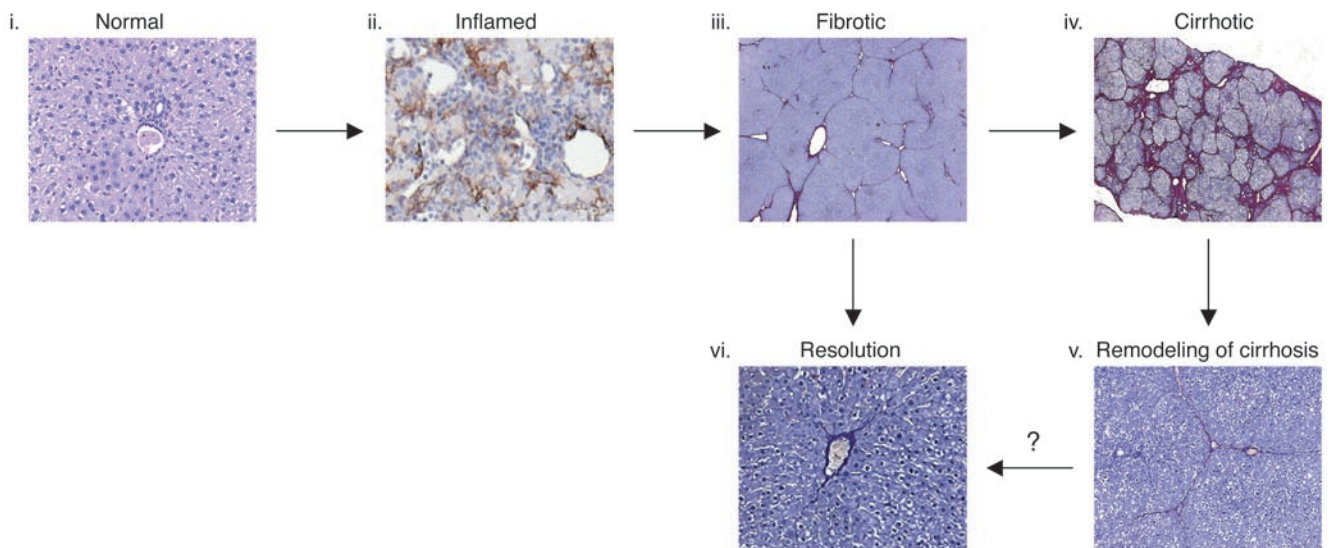 i. Normal
ii. Inflamed
iii. Fibrotic
iv. Cirrhotic
vi. Resolution
v. Remodeling of cirrhosis
?